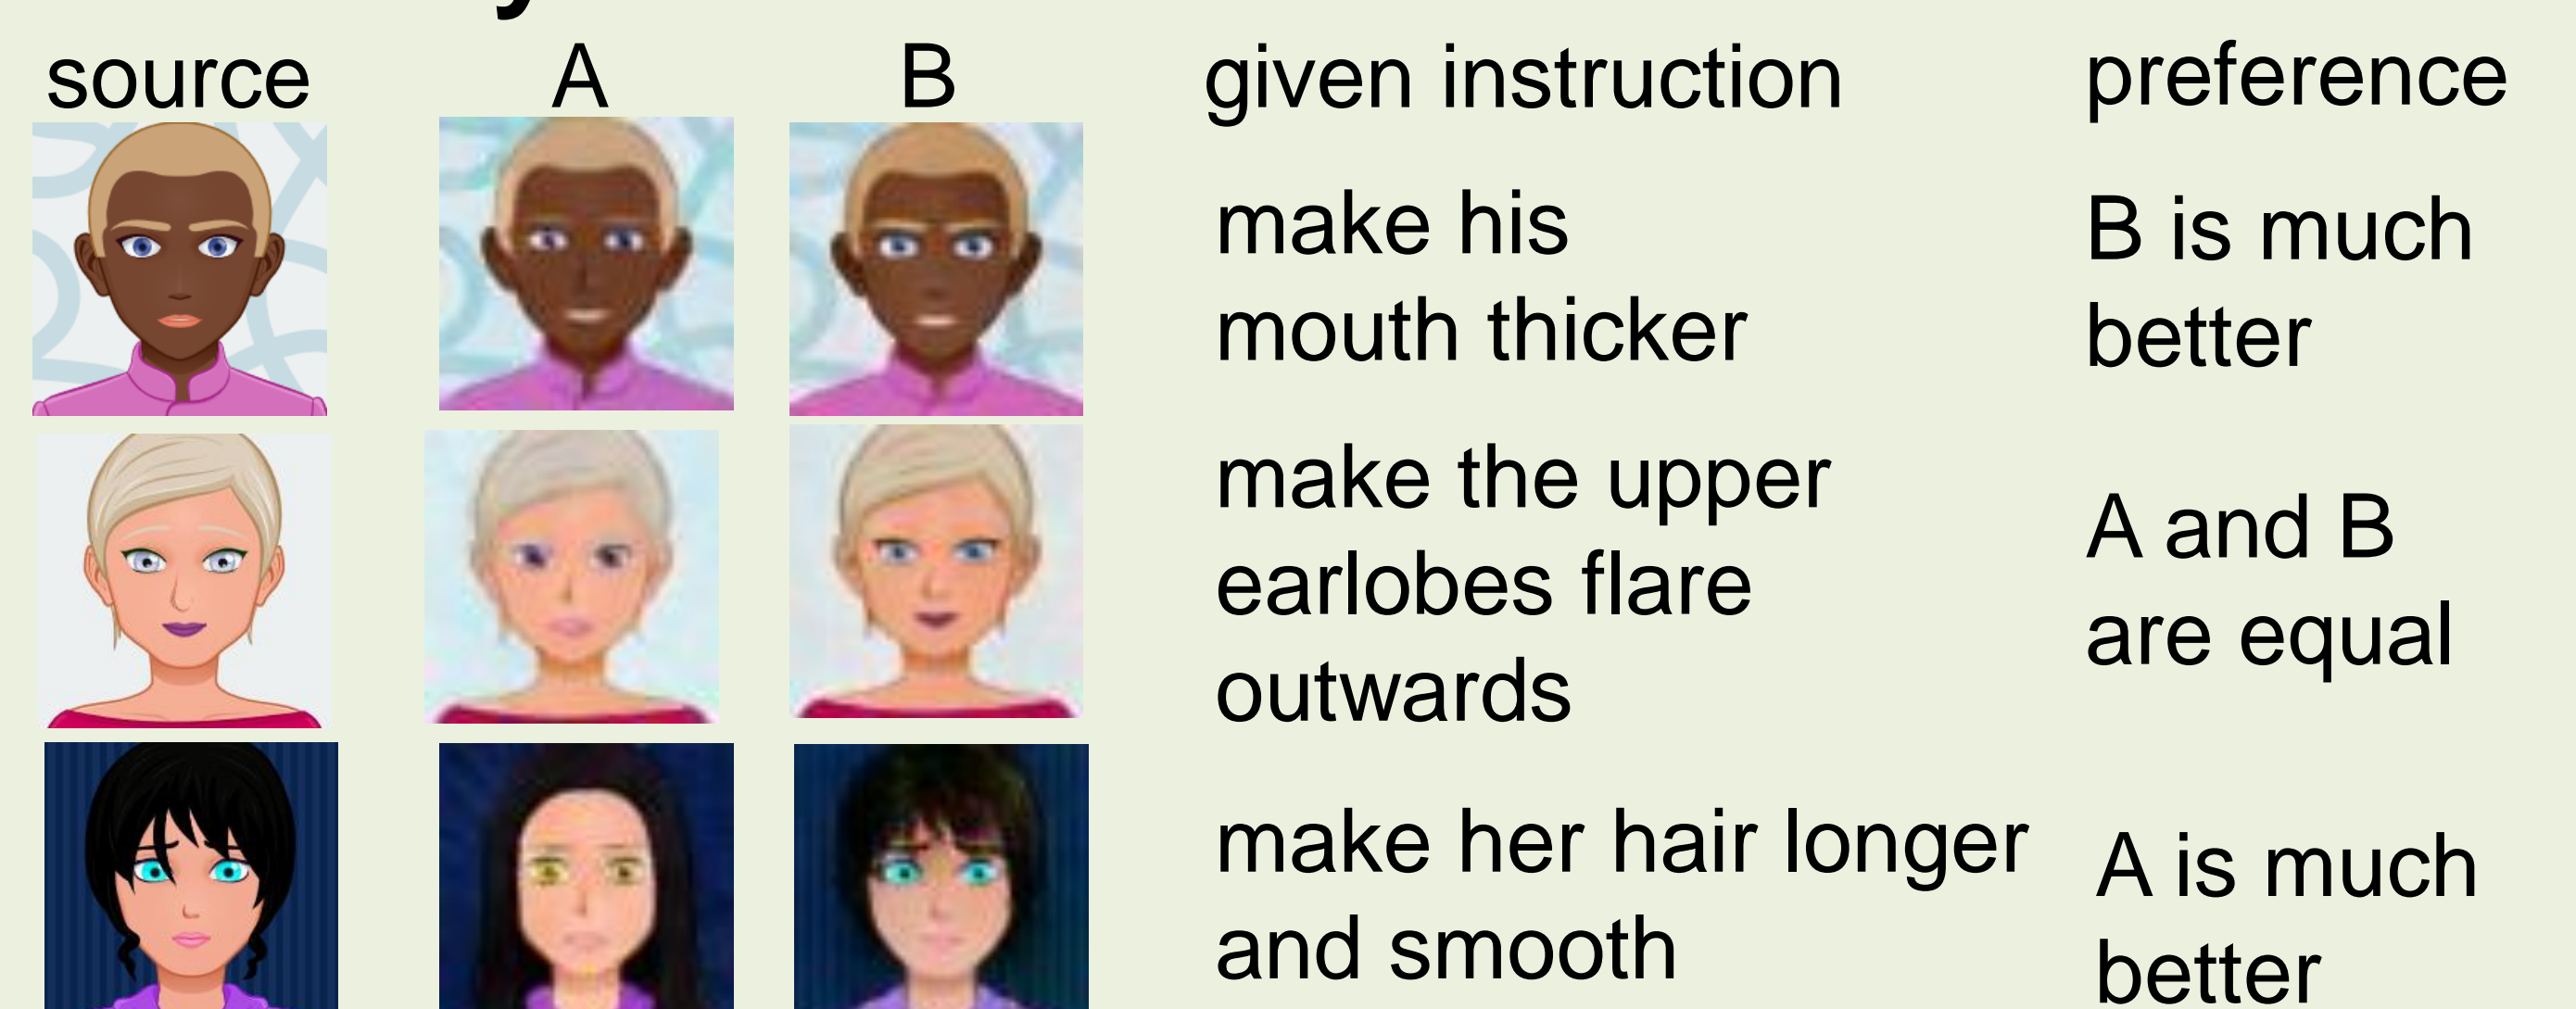 source A B given instruction preference
make his
mouth thicker
B is much
better
make the upper
earlobes flare
outwards
A and B
are equal
make her hair longer
and smooth
A is much
better